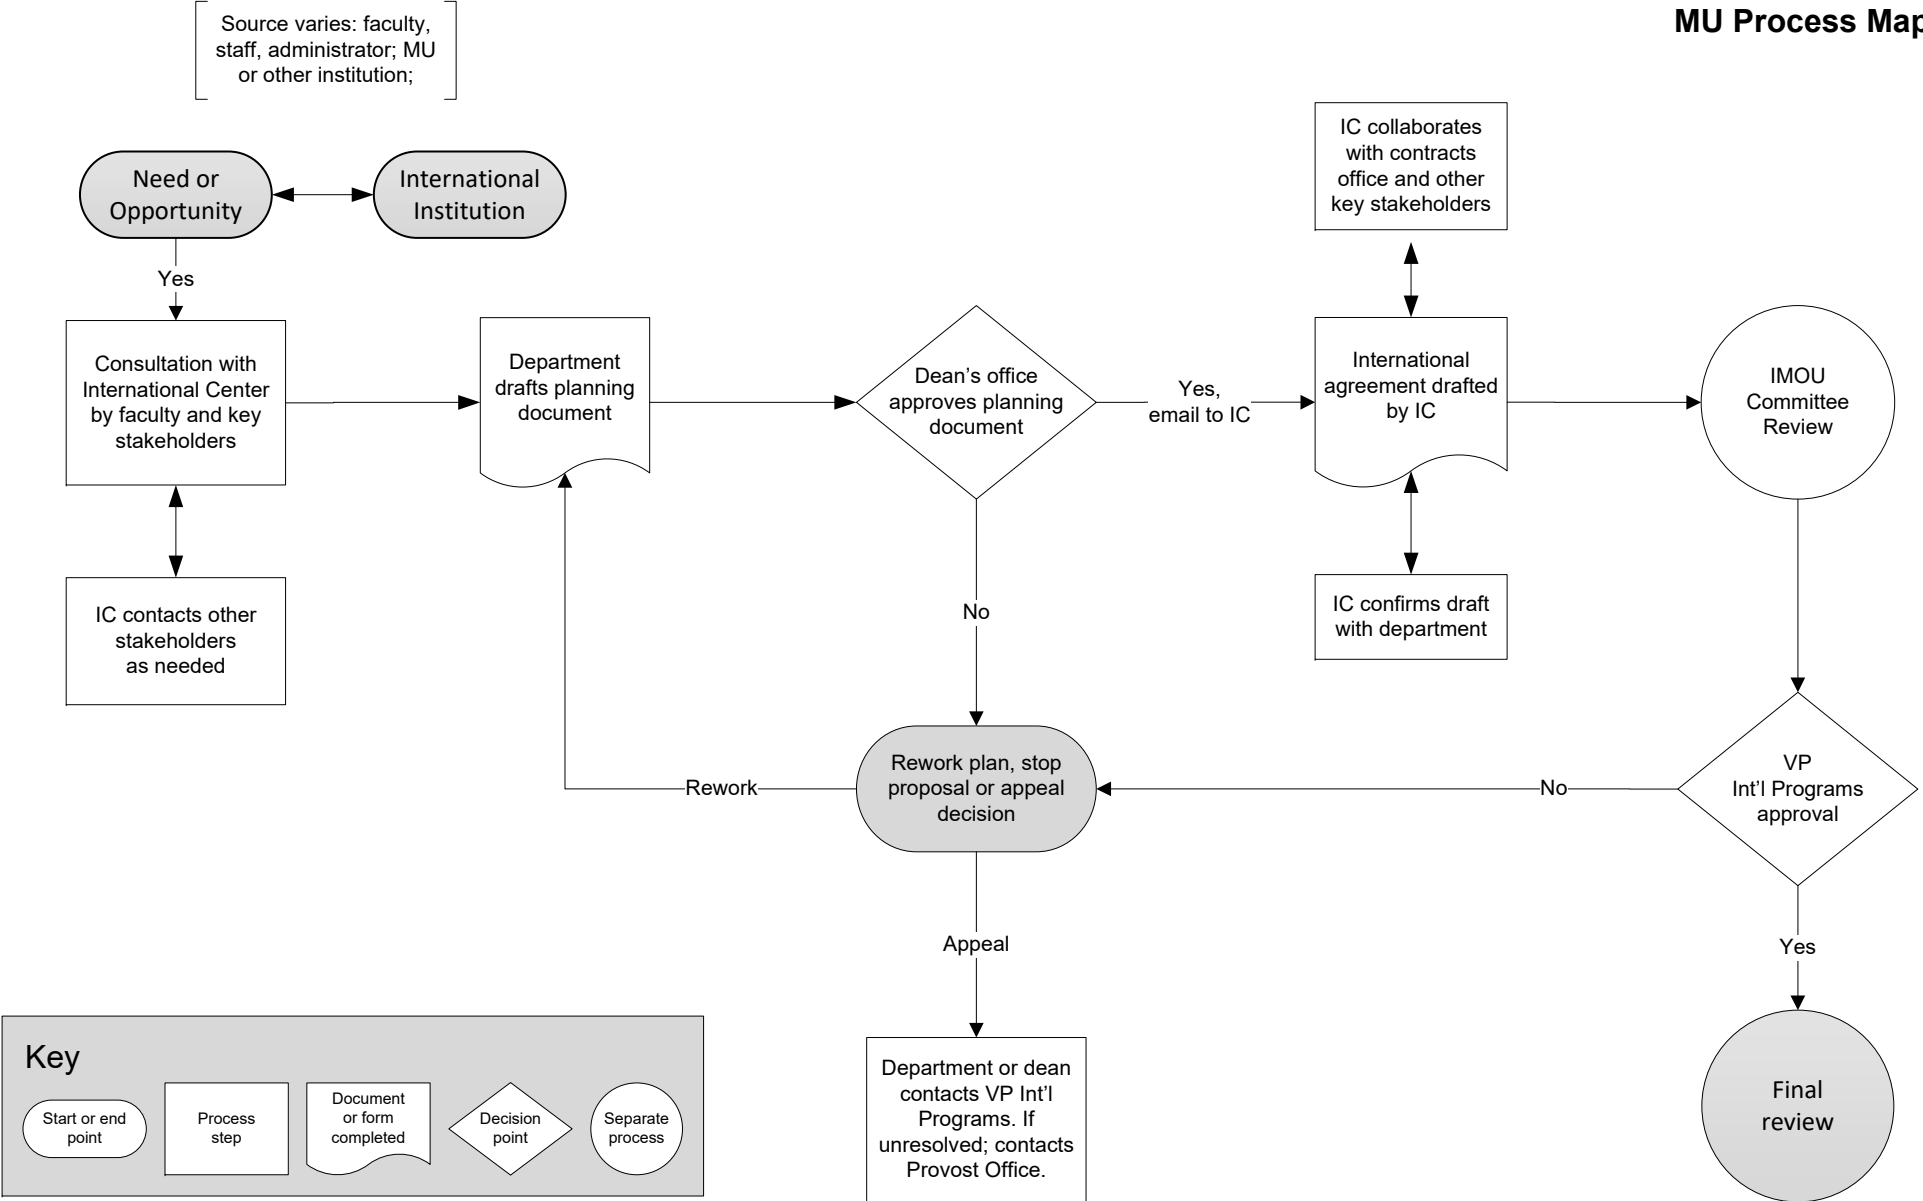 MU Process Map
Source varies: faculty,
staff, administrator; MU
or other institution;
Need or
Opportunity
International
Institution
Yes
Consultation with
International Center
by faculty and key
stakeholders
IC contacts other
stakeholders
as needed
Department
drafts planning
document
Dean's office
approves planning
document
Yes,
email to IC
IC collaborates
with contracts
office and other
key stakeholders
International
agreement drafted
by IC
IC confirms draft
with department
IMOU
Committee
Review
No
Rework plan, stop
proposal or appeal
decision
Rework
No
VP
Int'l Programs
approval
Appeal
Department or dean
contacts VP Int'l
Programs. If
unresolved; contacts
Provost Office.
Yes
Final
review
Key
Start or end
point
Process
step
Document
or form
completed
Decision
point
Separate
process